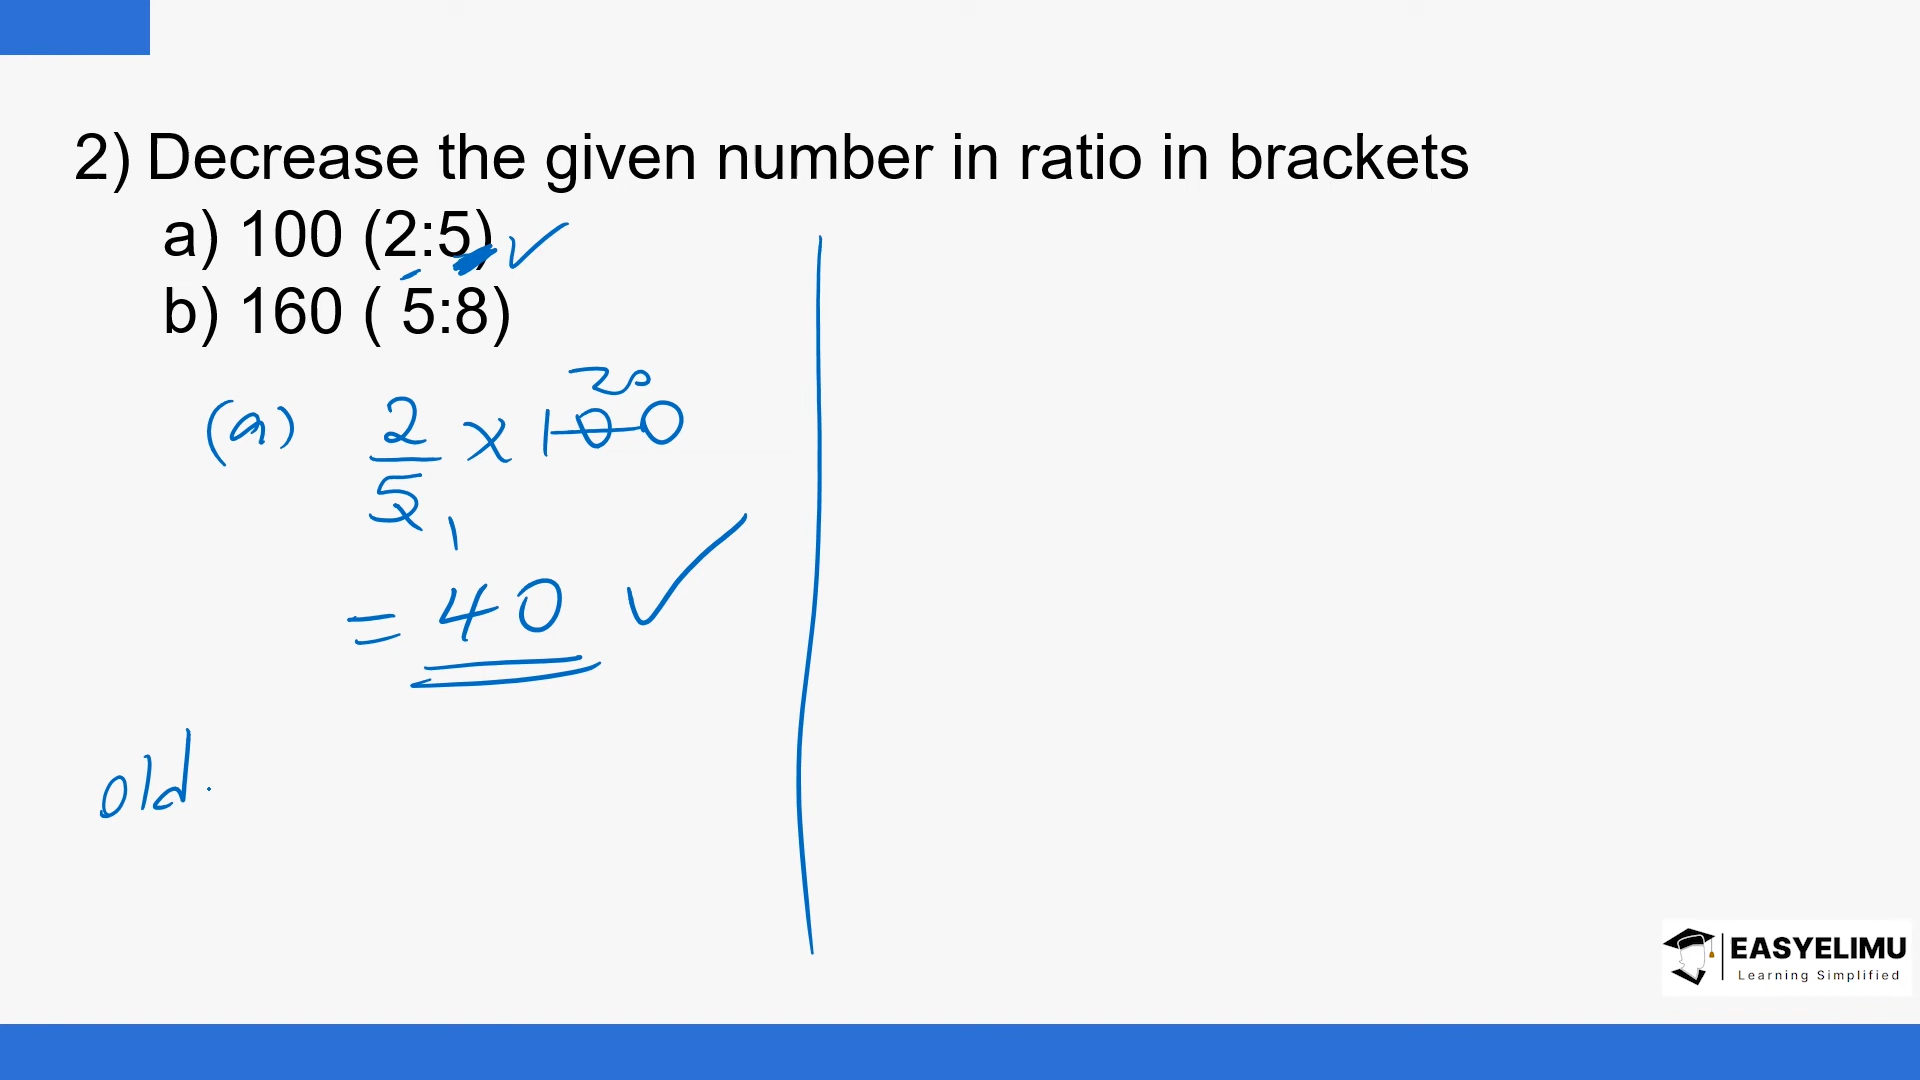 2) Decrease the given number in ratio in brackets
a) 100 (2:5)
b) 160 ( 5:8)
20
(a) 2/5 x 100
1
= 40
old.
EASYELIMU
Learning Simplified